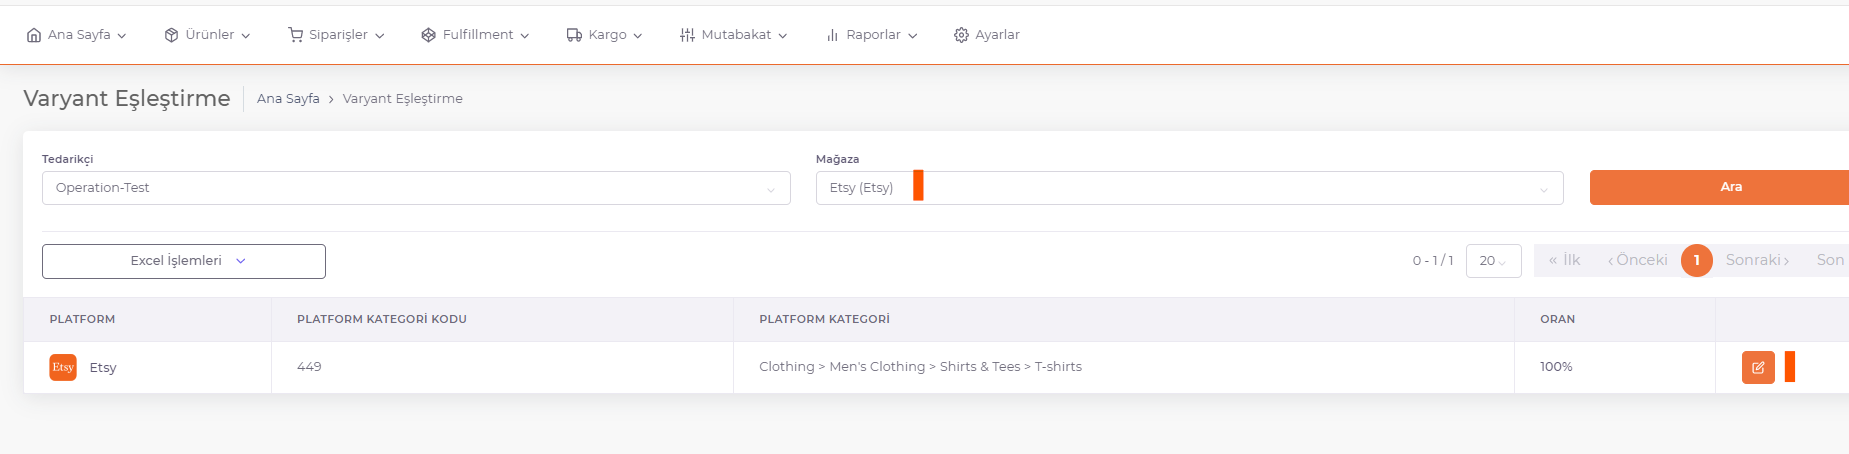 Ana Sayfa Ürünler Siparişler Fulfillment Kargo Mutabakat Raporlar Ayarlar
Varyant Eşleştirme Ana Sayfa > Varyant Eşleştirme
Tedarikçi Mağaza
Operation-Test Etsy (Etsy) Ara
Excel İşlemleri 0 - 1 / 1 20 « İlk ‹ Önceki 1 Sonraki › Son
PLATFORM PLATFORM KATEGORİ KODU PLATFORM KATEGORİ ORAN
Etsy Etsy 449 Clothing > Men's Clothing > Shirts & Tees > T-shirts 100%